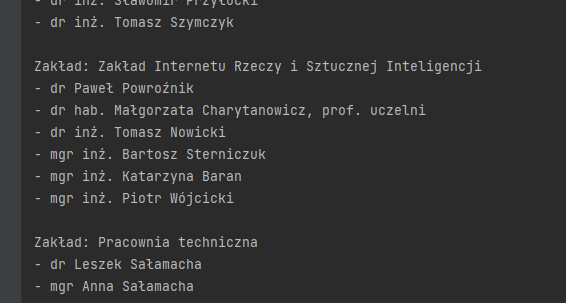 - dr inż. Sławomir Przyłucki
- dr inż. Tomasz Szymczyk
Zakład: Zakład Internetu Rzeczy i Sztucznej Inteligencji
- dr Paweł Powroźnik
- dr hab. Małgorzata Charytanowicz, prof. uczelni
- dr inż. Tomasz Nowicki
- mgr inż. Bartosz Sterniczuk
- mgr inż. Katarzyna Baran
- mgr inż. Piotr Wójcicki
Zakład: Pracownia techniczna
- dr Leszek Sałamacha
- mgr Anna Sałamacha